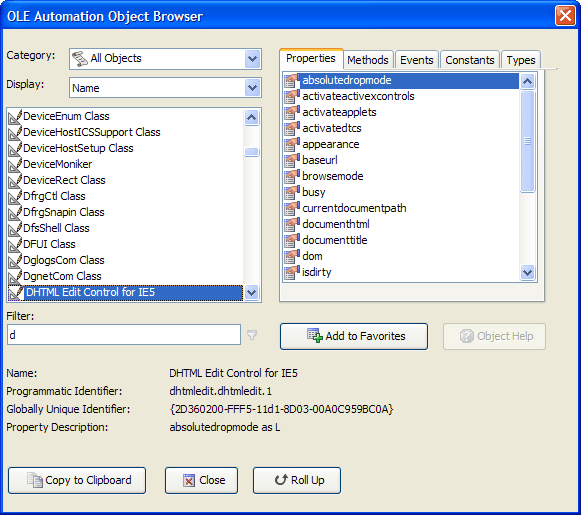 OLE Automation Object Browser
Category:
All Objects
Display:
Name
DeviceEnum Class
DeviceHostICSSupport Class
DeviceHostSetup Class
DeviceMoniker
DeviceRect Class
DfrgCtl Class
DfrgSnapin Class
DfsShell Class
DFUI Class
DglogsCom Class
DgnetCom Class
DHTML Edit Control for IE5
Filter:
d
Properties Methods Events Constants Types
absolutedropmode
activateactivexcontrols
activateapplets
activatedtcs
appearance
baseurl
browsemode
busy
currentdocumentpath
documenthtml
documenttitle
dom
isdirty
Add to Favorites
Object Help
Name: DHTML Edit Control for IE5
Programmatic Identifier: dhtmledit.dhtmledit.1
Globally Unique Identifier: {2D360200-FFF5-11d1-8D03-00A0C959BC0A}
Property Description: absolutedropmode as L
Copy to Clipboard
Close
Roll Up